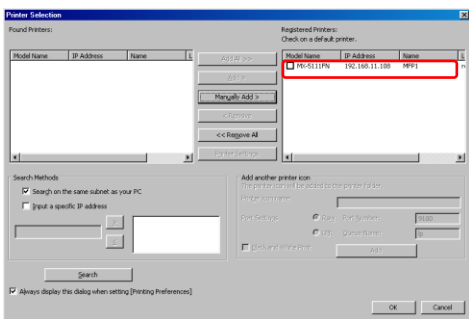 Printer Selection
Found Printers:
Registered Printers:
Check on a default printer.
Model Name IP Address Name L
Model Name IP Address Name L
MX-5111FN 192.168.11.108 MFP1
Add All >>
Add >
Manually Add >
< Remove
<< Remove All
Printer Settings
Search Methods
Search on the same subnet as your PC
Input a specific IP address
Add another printer icon
The printer icon will be added to the printer folder.
Printer Icon Name:
Port Settings
Raw Port Number: 9100
LPR Queue Name: lp
Black and White Print
Add
Search
Always display this dialog when setting [Printing Preferences]
OK Cancel